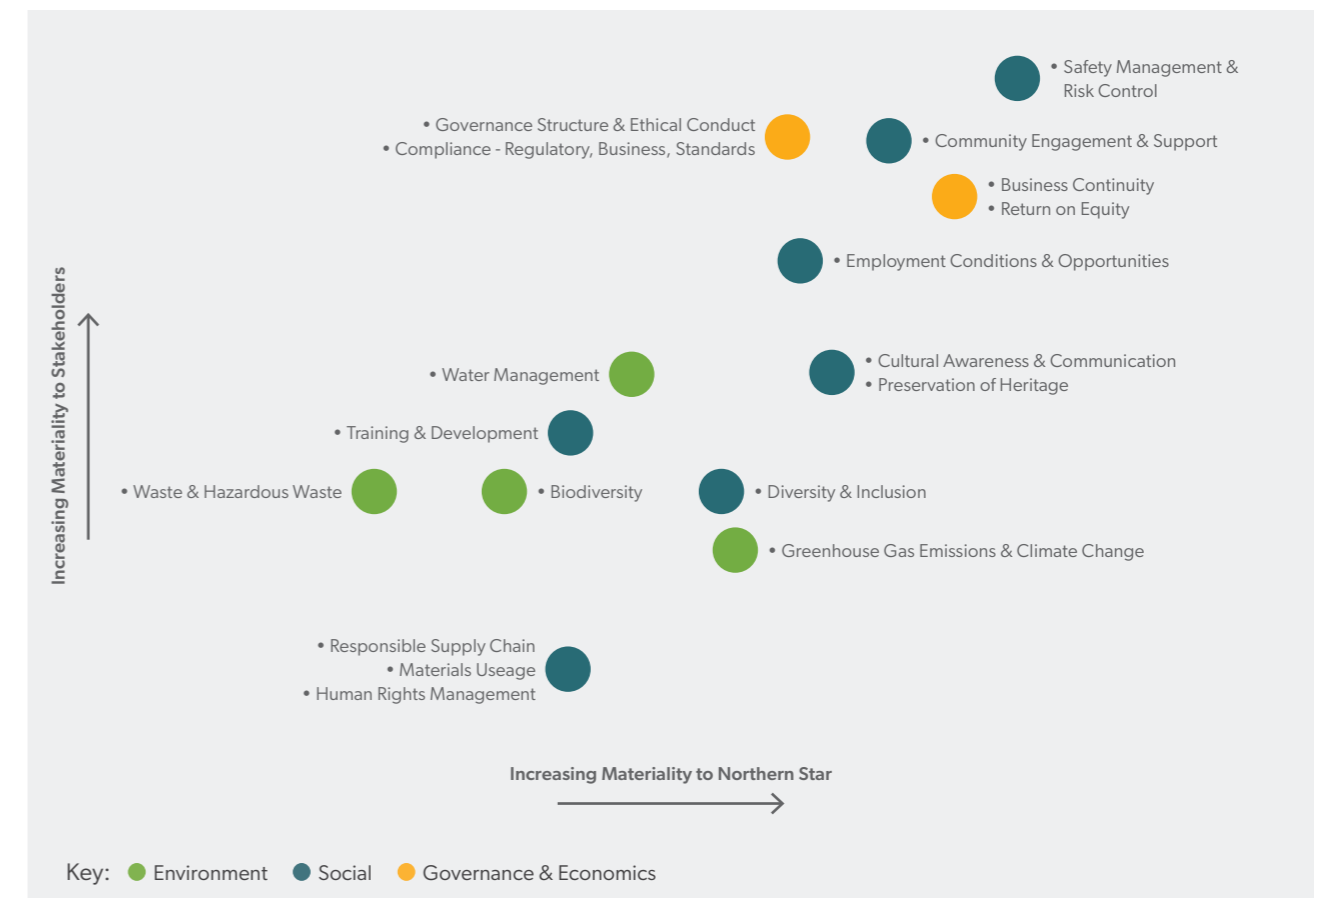 • Safety Management &
Risk Control
• Governance Structure & Ethical Conduct
• Compliance - Regulatory, Business, Standards
• Community Engagement & Support
• Business Continuity
• Return on Equity
• Employment Conditions & Opportunities
Increasing Materiality to Stakeholders
• Water Management
• Cultural Awareness & Communication
• Preservation of Heritage
• Training & Development
• Waste & Hazardous Waste
• Biodiversity
• Diversity & Inclusion
• Greenhouse Gas Emissions & Climate Change
• Responsible Supply Chain
• Materials Useage
• Human Rights Management
Increasing Materiality to Northern Star
Key: Environment Social Governance & Economics